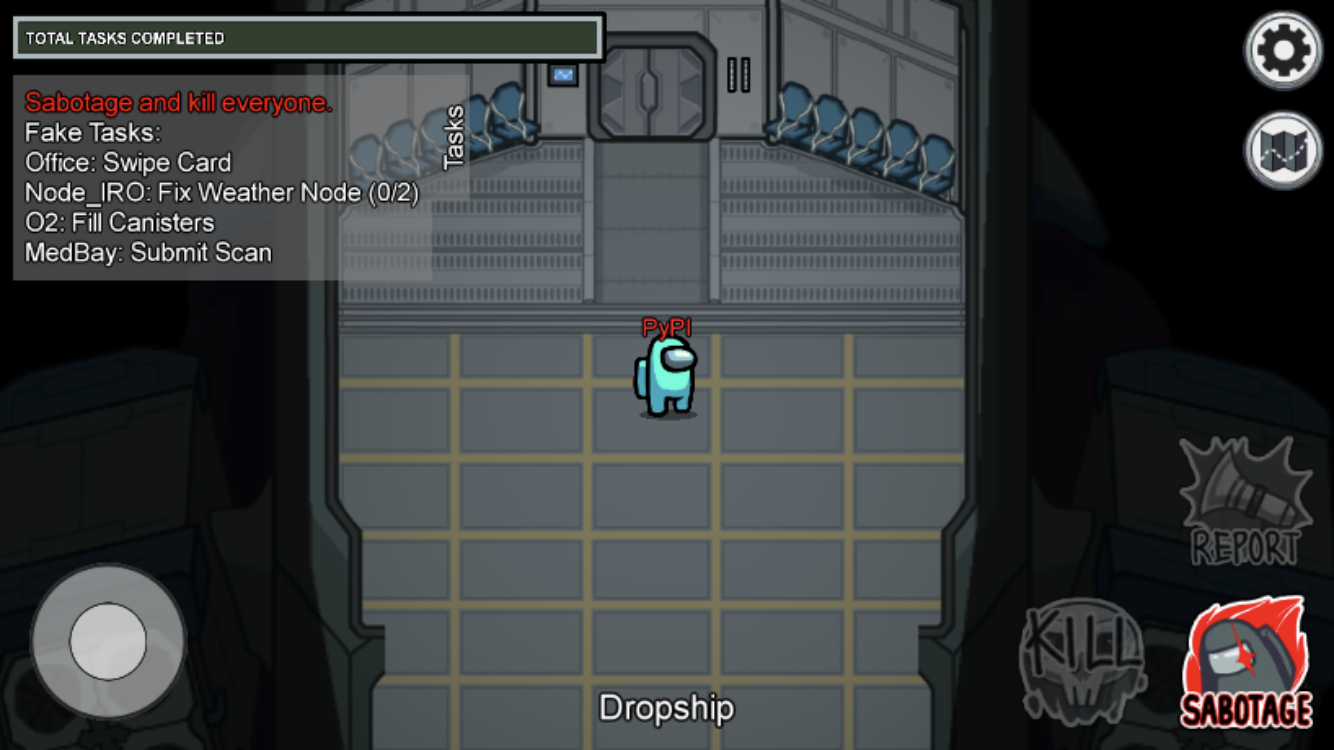 TOTAL TASKS COMPLETED
Sabotage and kill everyone.
Fake Tasks:
Office: Swipe Card
Node_IRO: Fix Weather Node (0/2)
O2: Fill Canisters
MedBay: Submit Scan
Tasks
PyPI
REPORT
KILL
SABOTAGE
Dropship